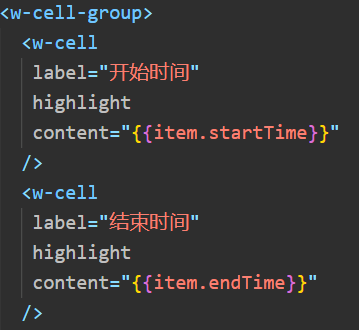 <w-cell-group>
<w-cell
label="开始时间"
highlight
content="{{item.startTime}}"
/>
<w-cell
label="结束时间"
highlight
content="{{item.endTime}}"
/>